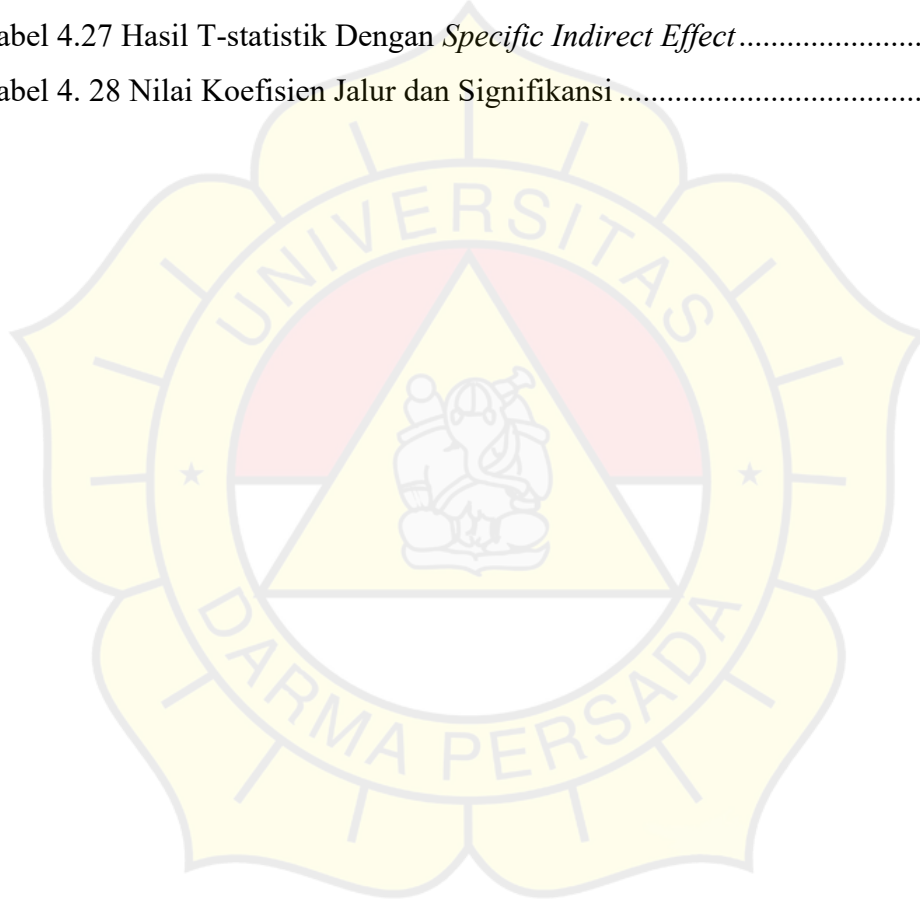 abel 4.27 Hasil T-statistik Dengan Specific Indirect Effect.......................
abel 4. 28 Nilai Koefisien Jalur dan Signifikansi .....................................
UNIVERSITAS
DARMA PERSADA